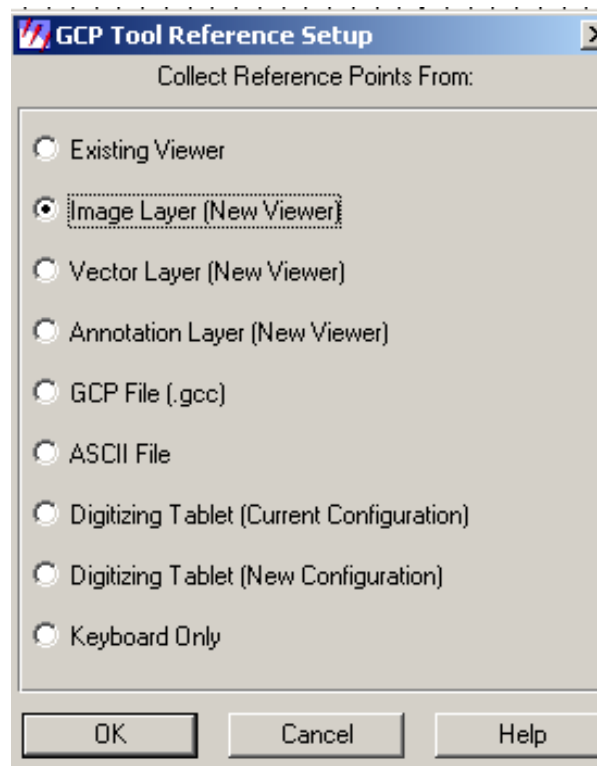 GCP Tool Reference Setup
Collect Reference Points From:
Existing Viewer
Image Layer (New Viewer)
Vector Layer (New Viewer)
Annotation Layer (New Viewer)
GCP File (.gcc)
ASCII File
Digitizing Tablet (Current Configuration)
Digitizing Tablet (New Configuration)
Keyboard Only
OK Cancel Help